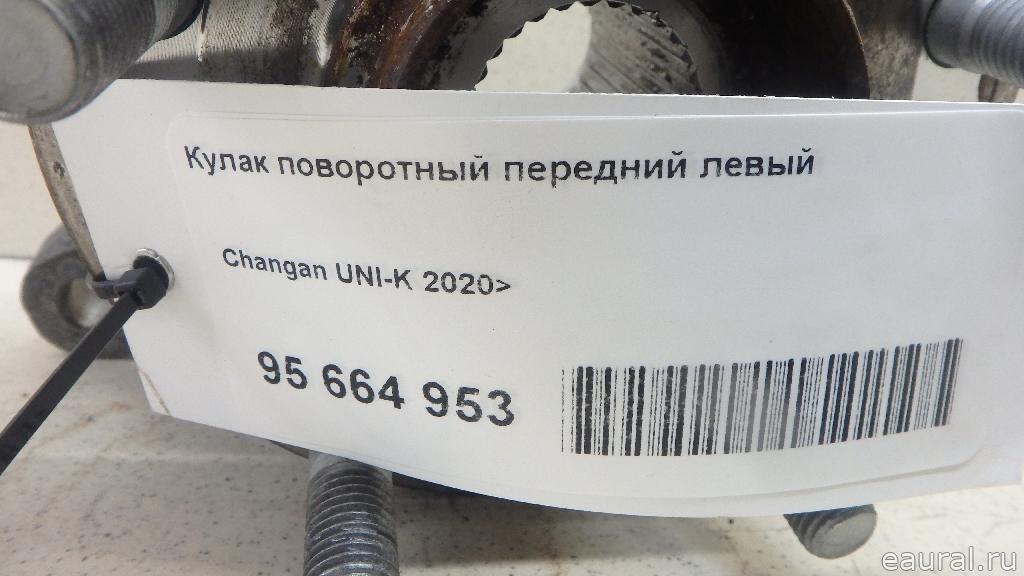 Кулак поворотный передний левый
Changan UNI-K 2020>
95 664 953
eaural.ru